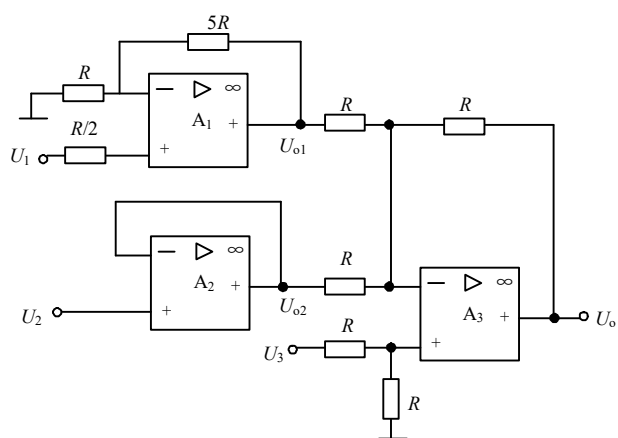 5R
R
− ▷ ∞
A₁
+
+
R/2
U₁
Uₒ₁
R
R
− ▷ ∞
A₂
+
+
U₂
Uₒ₂
R
− ▷ ∞
A₃
+
+
R
U₃
Uₒ
R